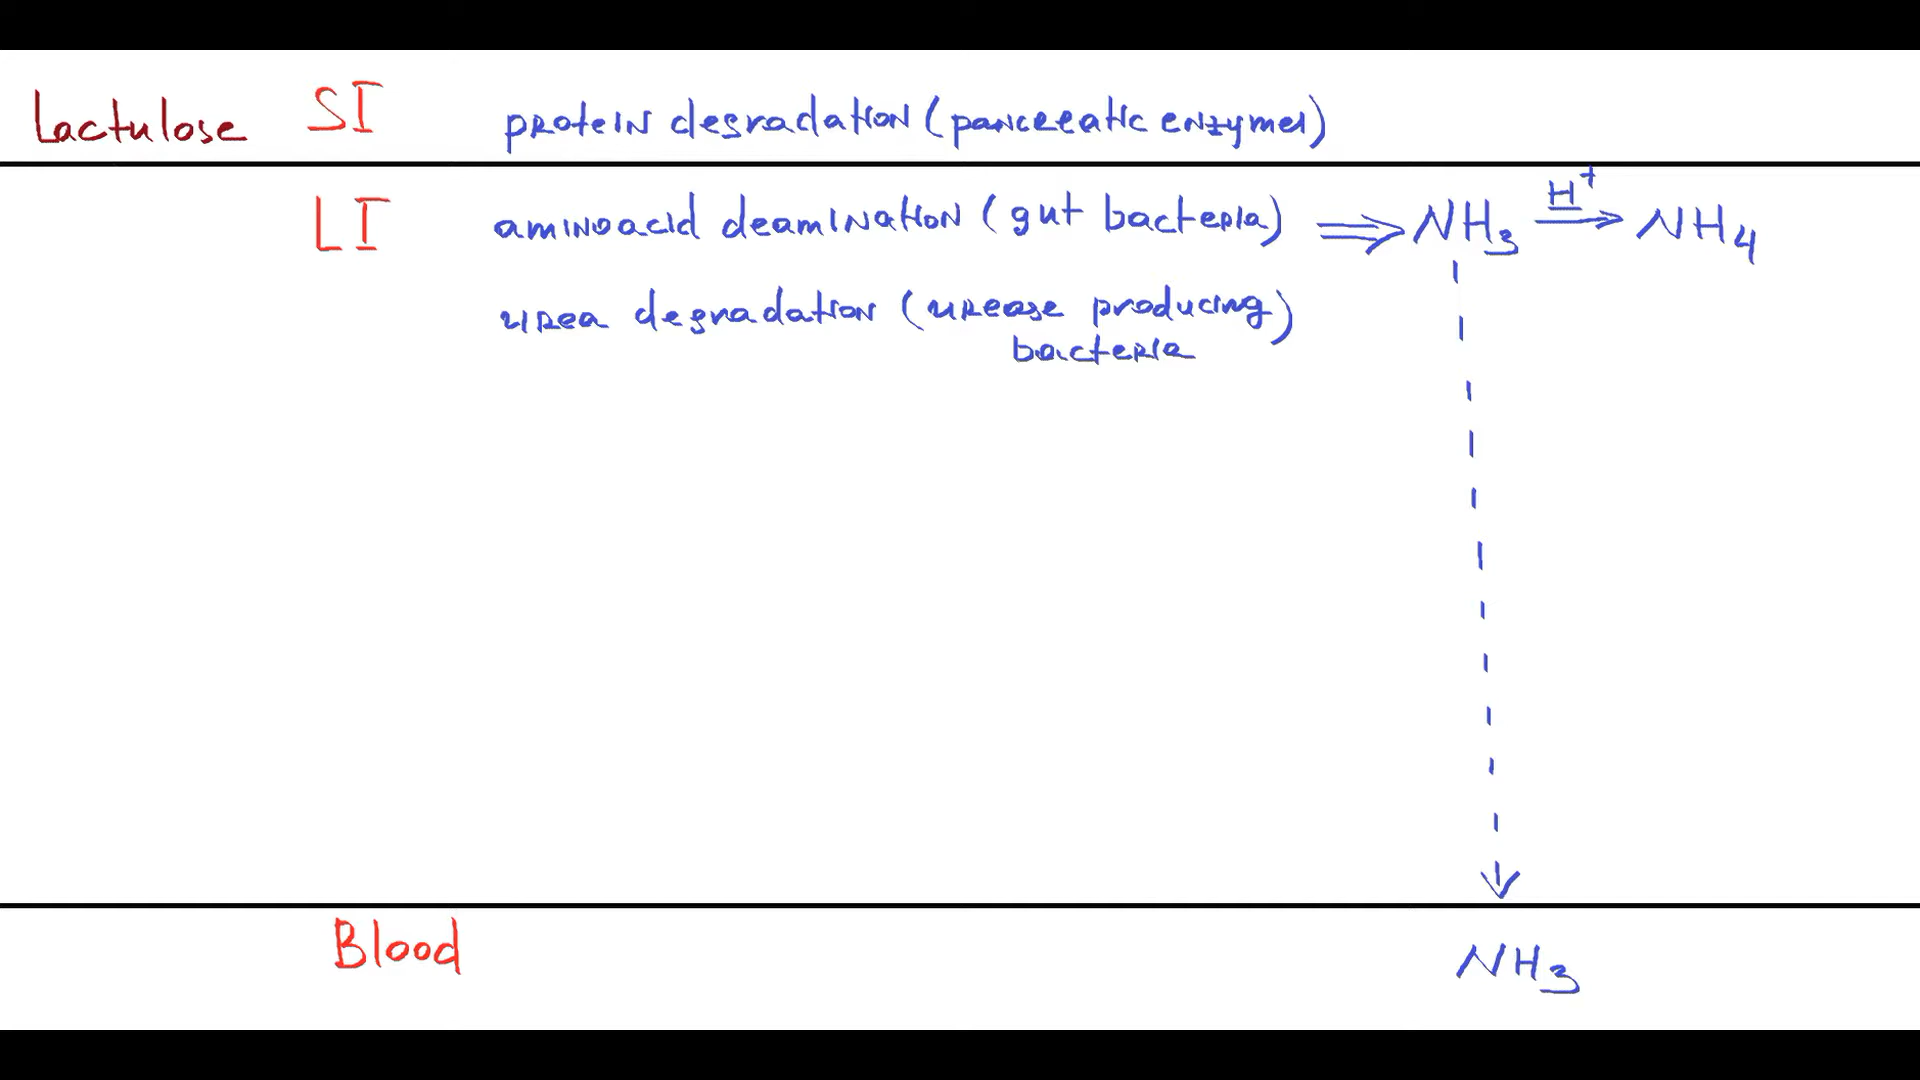 Lactulose SI protein degradation (pancreatic enzymes)
LI aminoacid deamination (gut bacteria) ⇒ NH3 H+ → NH4
urea degradation (urease producing)
bacteria
Blood NH3